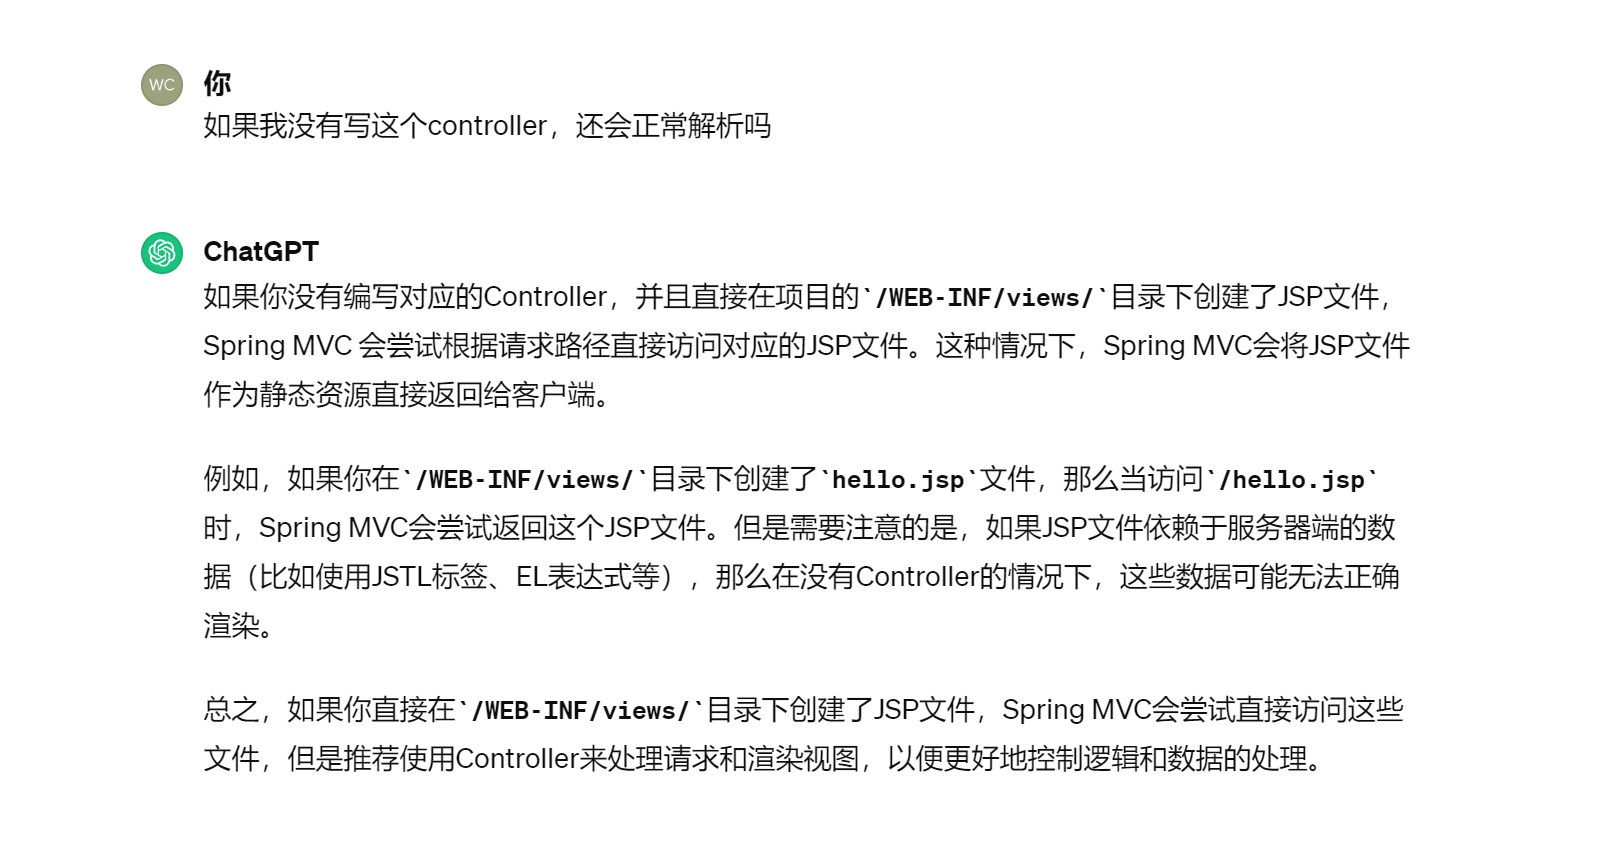 WC
你
如果我没有写这个controller，还会正常解析吗
ChatGPT
如果你没有编写对应的Controller，并且直接在项目的`/WEB-INF/views/`目录下创建了JSP文件，
Spring MVC 会尝试根据请求路径直接访问对应的JSP文件。这种情况下，Spring MVC会将JSP文件
作为静态资源直接返回给客户端。
例如，如果你在`/WEB-INF/views/`目录下创建了`hello.jsp`文件，那么当访问`/hello.jsp`
时，Spring MVC会尝试返回这个JSP文件。但是需要注意的是，如果JSP文件依赖于服务器端的数
据（比如使用JSTL标签、EL表达式等），那么在没有Controller的情况下，这些数据可能无法正确
渲染。
总之，如果你直接在`/WEB-INF/views/`目录下创建了JSP文件，Spring MVC会尝试直接访问这些
文件，但是推荐使用Controller来处理请求和渲染视图，以便更好地控制逻辑和数据的处理。